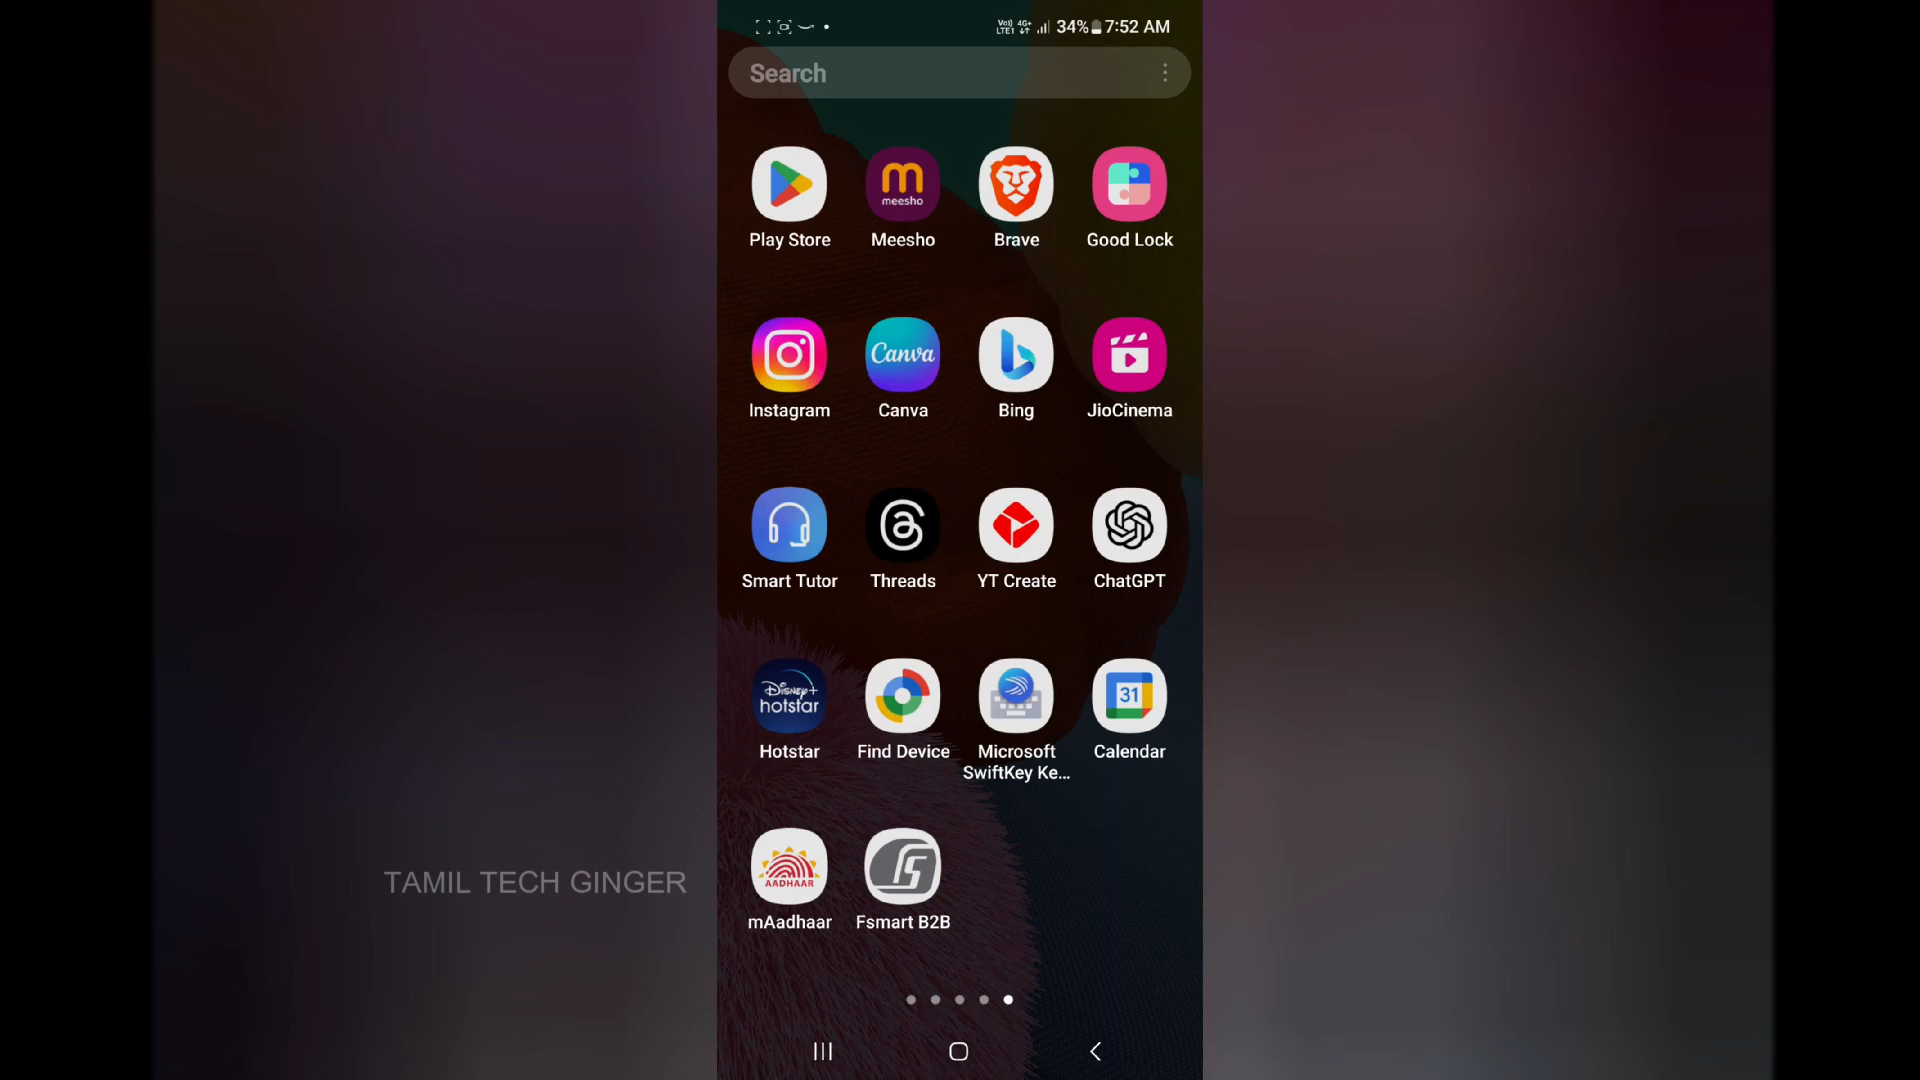 VoLTE1 4G+ 34% 7:52 AM
Search
meesho
Play Store Meesho Brave Good Lock
Canva
Instagram Canva Bing JioCinema
Smart Tutor Threads YT Create ChatGPT
Disney+
hotstar 31
Hotstar Find Device Microsoft
SwiftKey Ke... Calendar
AADHAAR
mAadhaar Fsmart B2B
TAMIL TECH GINGER